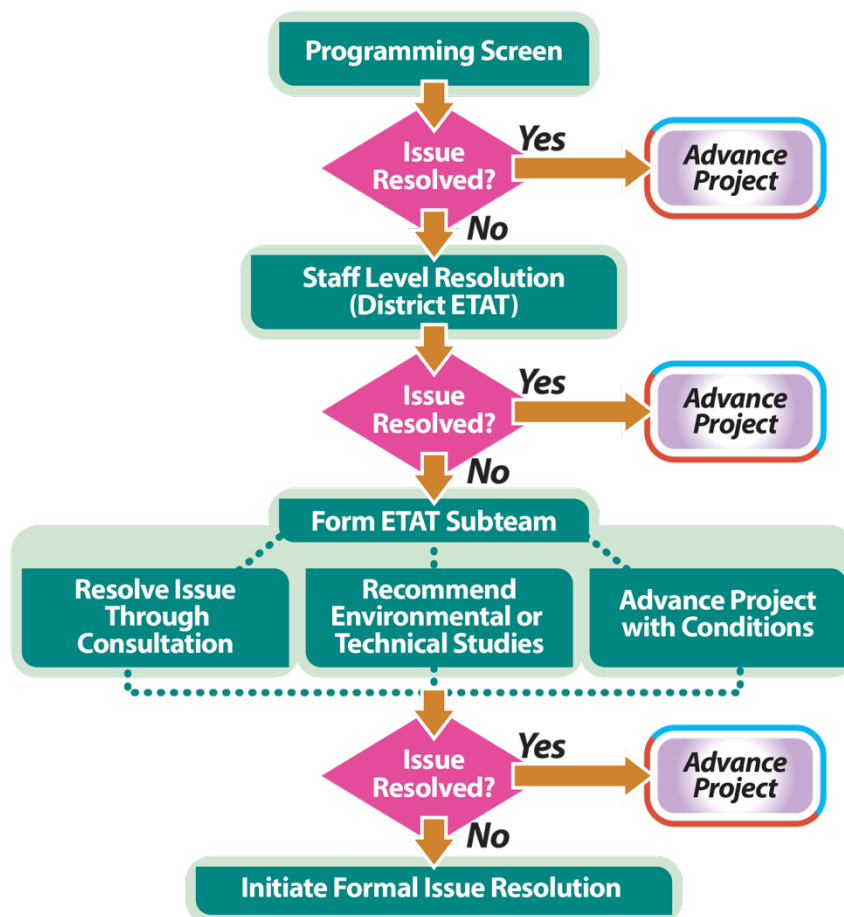 Programming Screen
Issue
Resolved?
Yes
Advance
Project
No
Staff Level Resolution
(District ETAT)
Issue
Resolved?
Yes
Advance
Project
No
Form ETAT Subteam
Resolve Issue
Through
Consultation
Recommend
Environmental or
Technical Studies
Advance Project
with Conditions
Issue
Resolved?
Yes
Advance
Project
No
Initiate Formal Issue Resolution